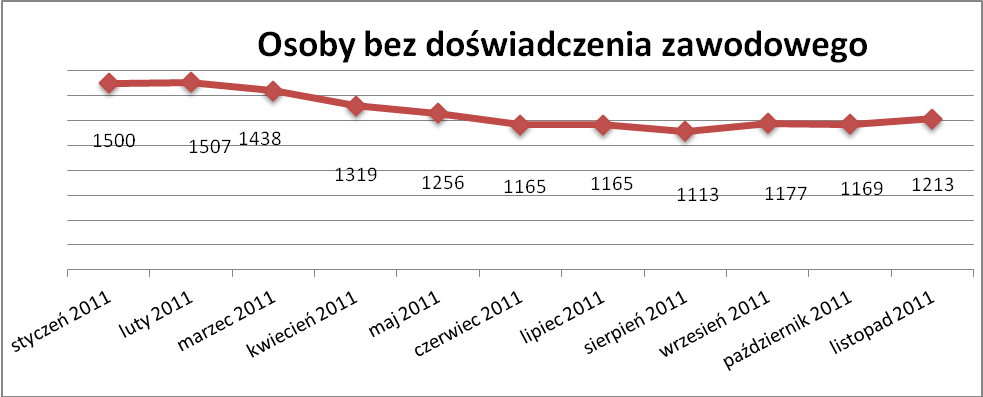 Osoby bez doświadczenia zawodowego
1500
1507
1438
1319
1256
1165
1165
1113
1177
1169
1213
styczeń 2011
luty 2011
marzec 2011
kwiecień 2011
maj 2011
czerwiec 2011
lipiec 2011
sierpień 2011
wrzesień 2011
październik 2011
listopad 2011